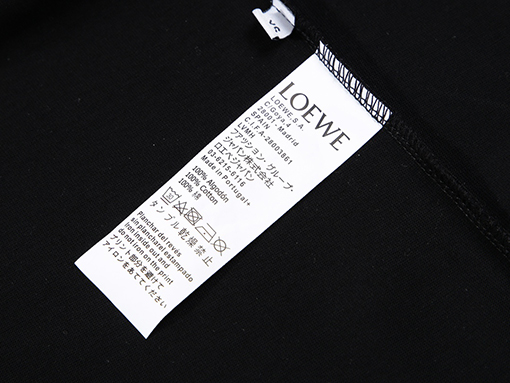 LOEWE
LOEWE.S.A.
C/Goya.4
28001-Madrid
SPAIN
C.I.F.A-28003861
LVMH
ファッション・グループ・
ジャパン株式会社
ロエベジャパン
03-6215-6116
Made in Portugal
100% Algodón
100% Cotton
100% 綿
タンブル乾燥禁止
Planchar del revés
sin planchar el estampado
Iron inside out and
do not iron on the print
プリント部分を避けて
アイロンをあててください